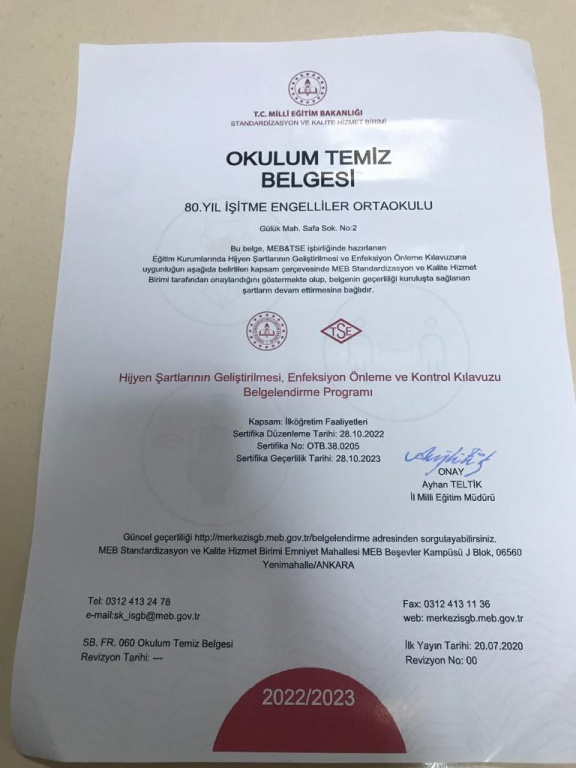 T.C. MİLLİ EĞİTİM BAKANLIĞI
STANDARDİZASYON VE KALİTE HİZMET BİRİMİ
OKULUM TEMİZ
BELGESİ
80.YIL İŞİTME ENGELLİLER ORTAOKULU
Gülük Mah. Safa Sok. No:2
Bu belge, MEB&TSE işbirliğinde hazırlanan
Eğitim Kurumlarında Hijyen Şartlarının Geliştirilmesi ve Enfeksiyon Önleme Kılavuzuna
uygunluğun aşağıda belirtilen kapsam çerçevesinde MEB Standardizasyon ve Kalite Hizmet
Birimi tarafından onaylandığını göstermekte olup, belgenin geçerliliği kuruluşta sağlanan
şartların devam ettirmesine bağlıdır.
TSE
Hijyen Şartlarının Geliştirilmesi, Enfeksiyon Önleme ve Kontrol Kılavuzu
Belgelendirme Programı
Kapsam: İlköğretim Faaliyetleri
Sertifika Düzenleme Tarihi: 28.10.2022
Sertifika No: OTB.38.0205
Sertifika Geçerlilik Tarihi: 28.10.2023
ONAY
Ayhan TELTİK
İl Milli Eğitim Müdürü
Güncel geçerliliği http://merkezisgb.meb.gov.tr/belgelendirme adresinden sorgulayabilirsiniz.
MEB Standardizasyon ve Kalite Hizmet Birimi Emniyet Mahallesi MEB Beşevler Kampüsü J Blok, 06560
Yenimahalle/ANKARA
Tel: 0312 413 24 78
e-mail:sk_isgb@meb.gov.tr
Fax: 0312 413 11 36
web: merkezisgb.meb.gov.tr
SB. FR. 060 Okulum Temiz Belgesi
Revizyon Tarihi: ---
İlk Yayın Tarihi: 20.07.2020
Revizyon No: 00
2022/2023